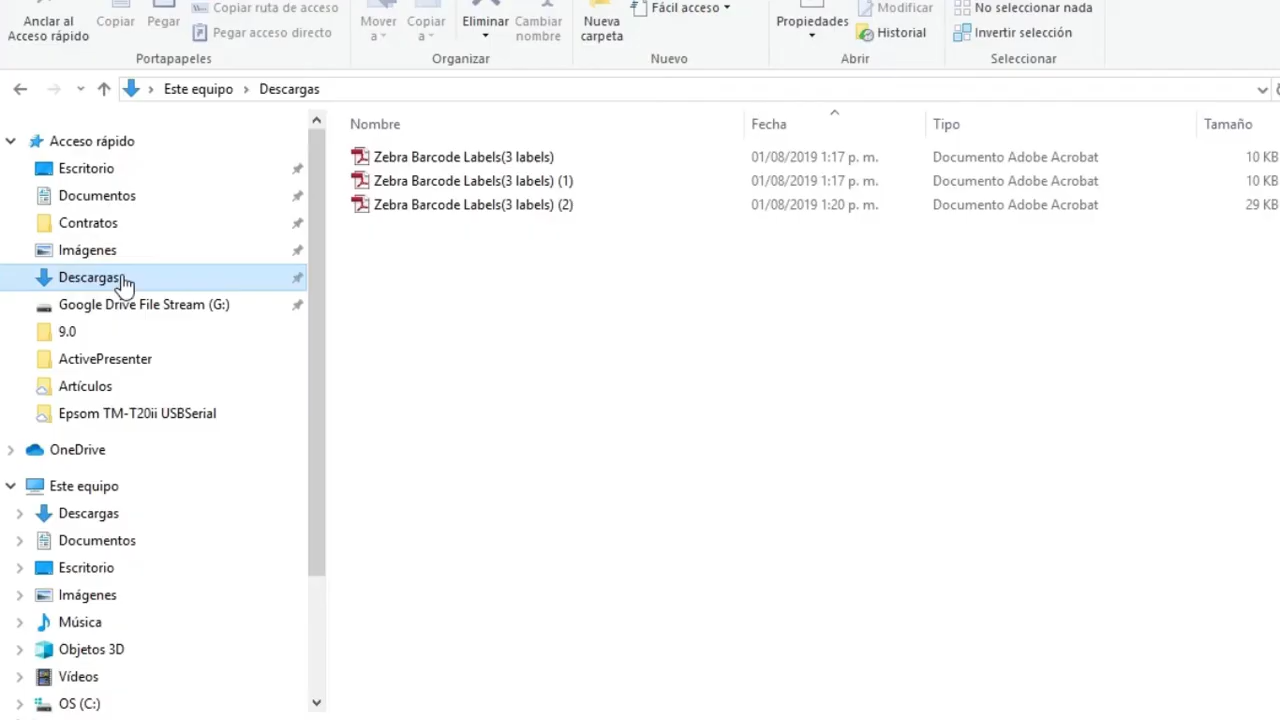 Anclar al
Acceso rápido
Copiar
Pegar
Copiar ruta de acceso
Pegar acceso directo
Portapapeles
Mover
a
Copiar
a
Eliminar
Cambiar
nombre
Organizar
Nueva
carpeta
Fácil acceso
Nuevo
Propiedades
Modificar
Historial
Abrir
No seleccionar nada
Invertir selección
Seleccionar
Este equipo > Descargas
Acceso rápido
Escritorio
Documentos
Contratos
Imágenes
Descargas
Google Drive File Stream (G:)
9.0
ActivePresenter
Artículos
Epsom TM-T20ii USBSerial
OneDrive
Este equipo
Descargas
Documentos
Escritorio
Imágenes
Música
Objetos 3D
Vídeos
OS (C:)
Nombre Fecha Tipo Tamaño
Zebra Barcode Labels(3 labels) 01/08/2019 1:17 p. m. Documento Adobe Acrobat 10 KB
Zebra Barcode Labels(3 labels) (1) 01/08/2019 1:17 p. m. Documento Adobe Acrobat 10 KB
Zebra Barcode Labels(3 labels) (2) 01/08/2019 1:20 p. m. Documento Adobe Acrobat 29 KB